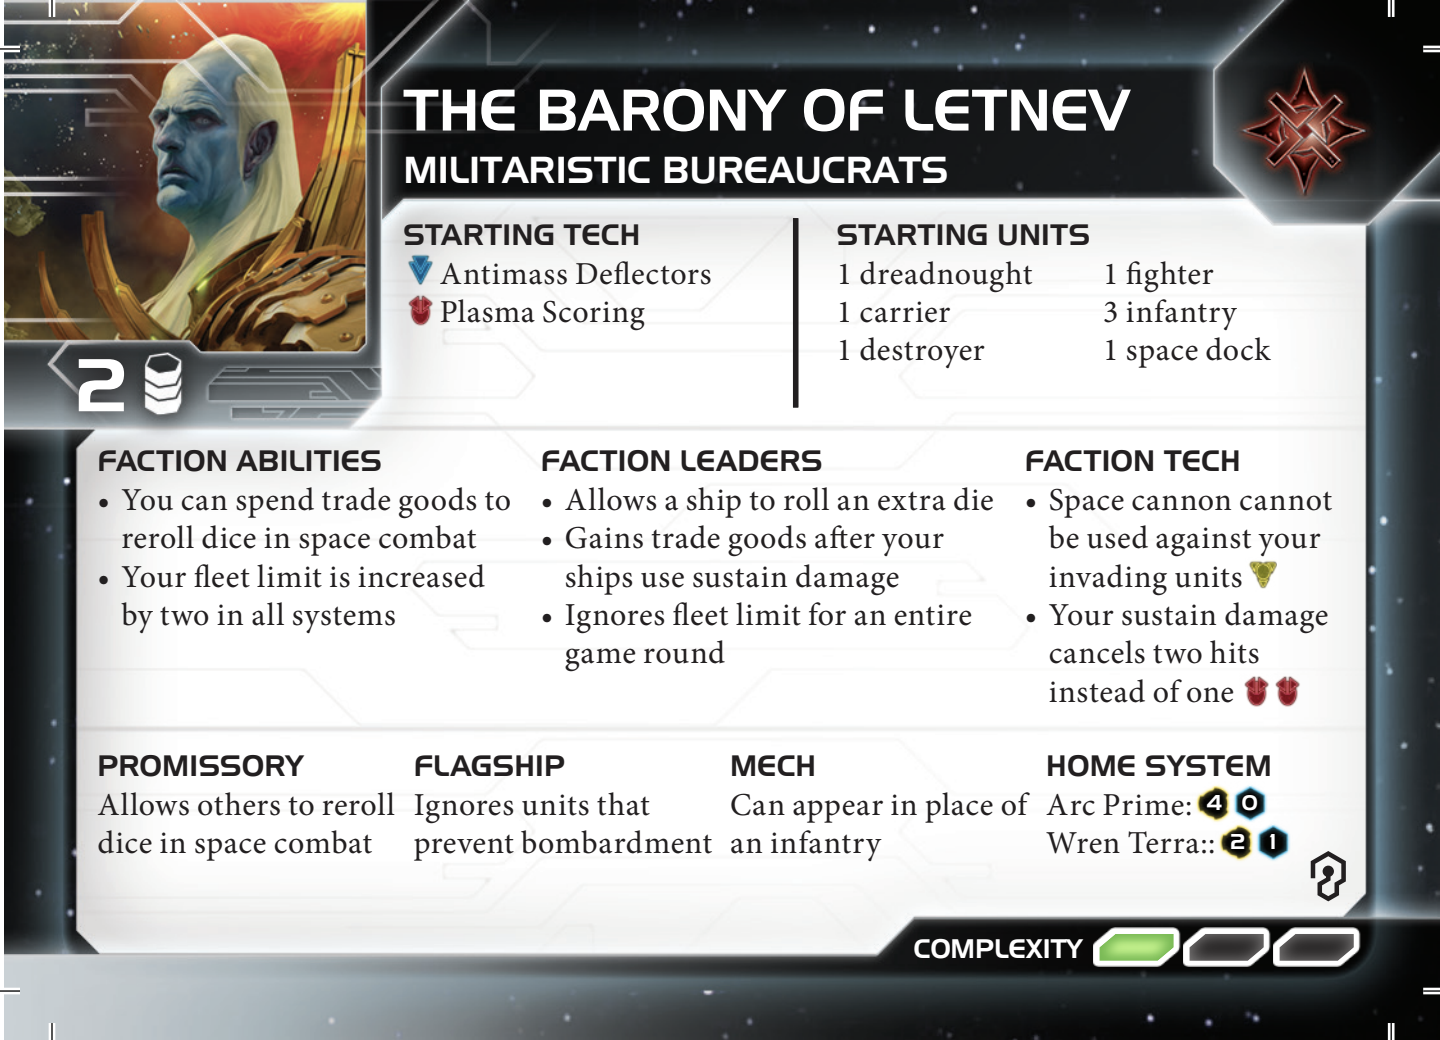 THE BARONY OF LETNEV
MILITARISTIC BUREAUCRATS
2
STARTING TECH
Antimass Deflectors
Plasma Scoring
STARTING UNITS
1 dreadnought
1 carrier
1 destroyer
1 fighter
3 infantry
1 space dock
FACTION ABILITIES
• You can spend trade goods to
reroll dice in space combat
• Your fleet limit is increased
by two in all systems
FACTION LEADERS
• Allows a ship to roll an extra die
• Gains trade goods after your
ships use sustain damage
• Ignores fleet limit for an entire
game round
FACTION TECH
• Space cannon cannot
be used against your
invading units
• Your sustain damage
cancels two hits
instead of one
PROMISSORY
Allows others to reroll
dice in space combat
FLAGSHIP
Ignores units that
prevent bombardment
MECH
Can appear in place of
an infantry
HOME SYSTEM
Arc Prime: 4 0
Wren Terra:: 2 1
COMPLEXITY